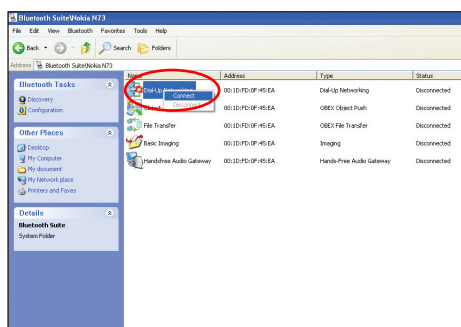 Bluetooth Suite\Nokia N73
File Edit View Bluetooth Favorites Tools Help
Back Search Folders
Address Bluetooth Suite\Nokia N73
Name Address Type Status
Bluetooth Tasks
Discovery
Configuration
Other Places
Desktop
My Computer
My document
My Network place
Printers and Faxes
Details
Bluetooth Suite
System Folder
Dial-Up Networking 00:1D:FD:0F:45:EA Dial-Up Networking Disconnected
Connect
Disconnect
Object 00:1D:FD:0F:45:EA OBEX Object Push Disconnected
File Transfer 00:1D:FD:0F:45:EA OBEX File Transfer Disconnected
Basic Imaging 00:1D:FD:0F:45:EA Imaging Disconnected
Handsfree Audio Gateway 00:1D:FD:0F:45:EA Hands-Free Audio Gateway Disconnected